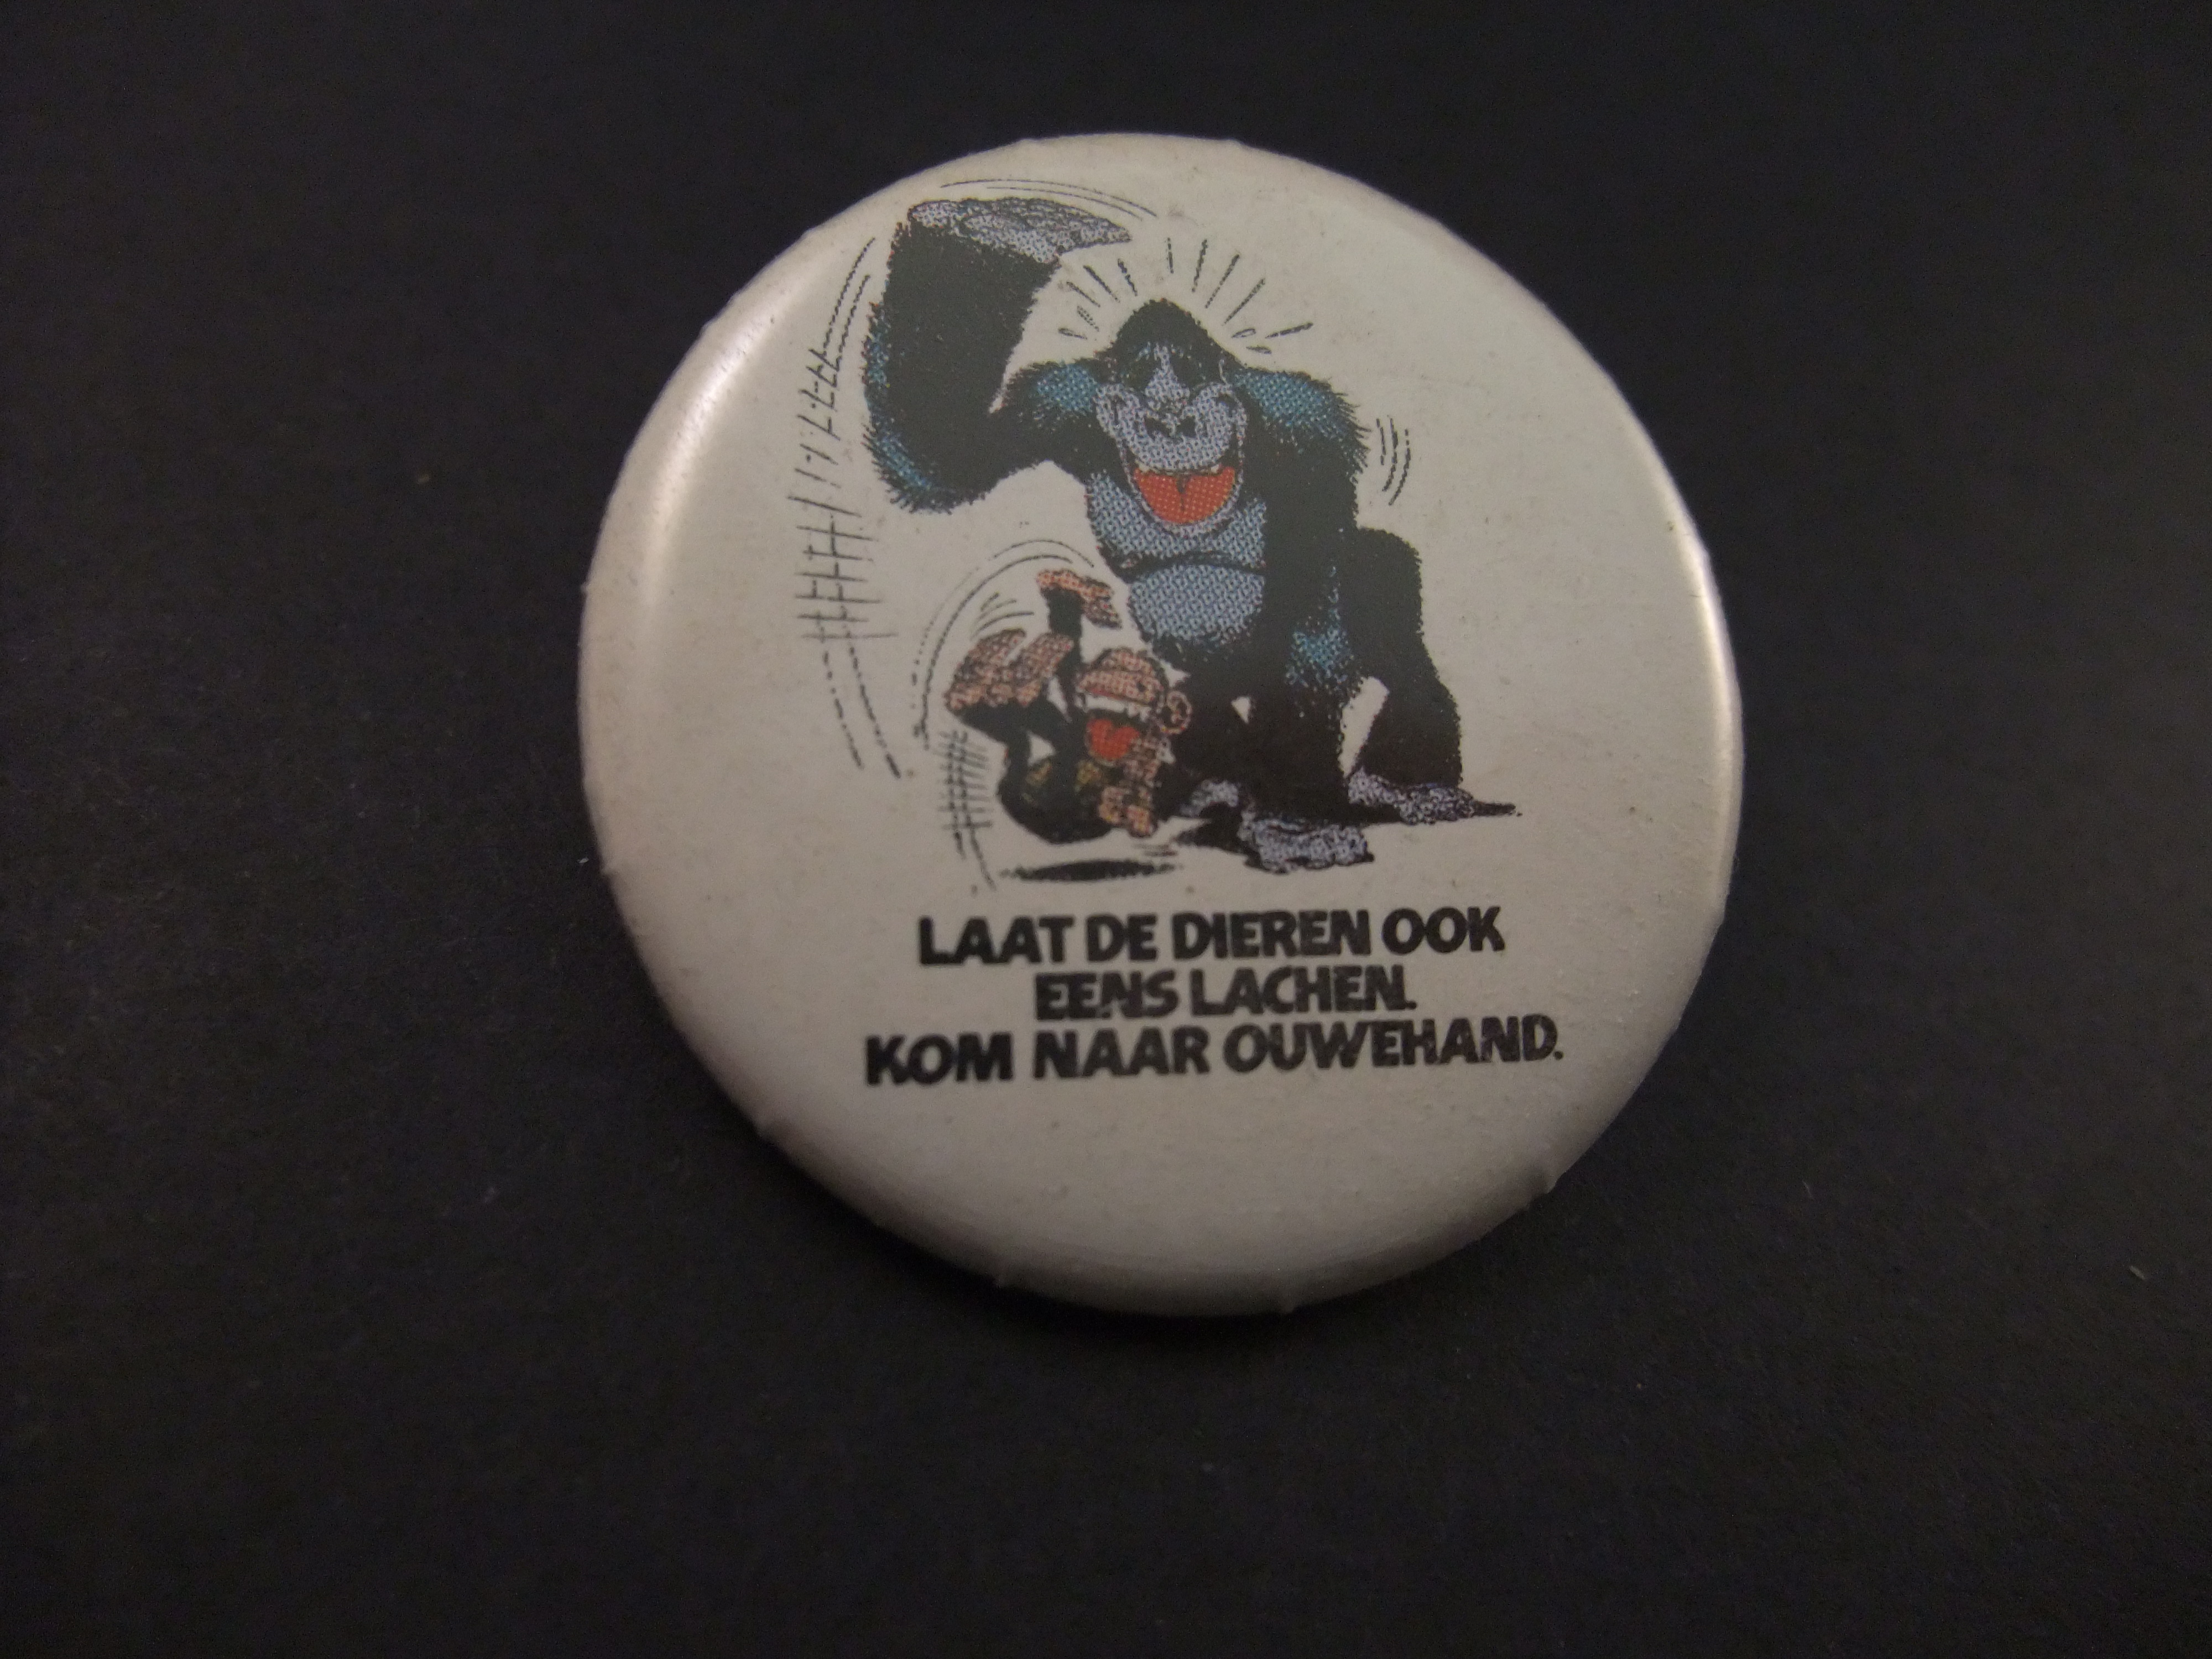 LAAT DE DIEREN OOK
EENS LACHEN.
KOM NAAR OUWEHAND.